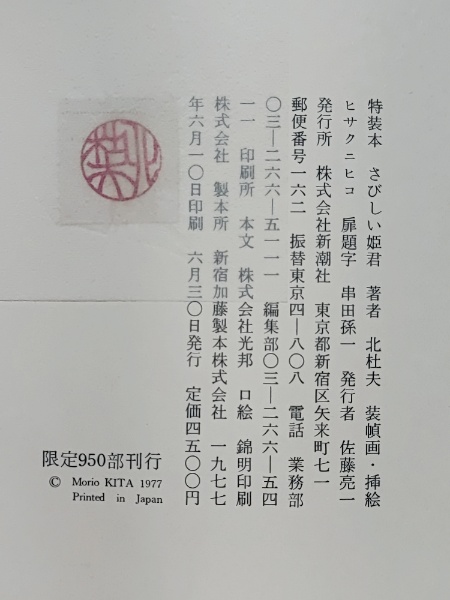 特装本 さびしい姫君 著者 北杜夫 装幀画・挿絵
ヒサクニヒコ 扉題字 串田孫一 発行者 佐藤亮一
発行所 株式会社新潮社 東京都新宿区矢来町七一
郵便番号一六二 振替東京四―八〇八 電話 業務部
〇三―二六六―五一一一 編集部〇三―二六六―五四
一一 印刷所 本文 株式会社光邦 口絵 錦明印刷
株式会社 製本所 新宿加藤製本株式会社 一九七七
年六月一〇日印刷 六月三〇日発行 定価四五〇〇円
限定950部刊行
© Morio KITA 1977
Printed in Japan